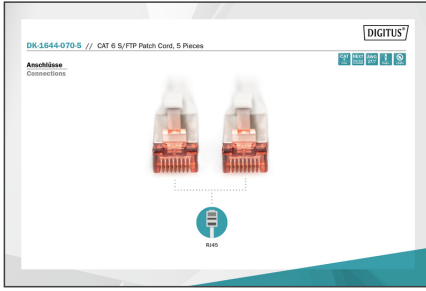 DIGITUS®
DK-1644-070-5 // CAT 6 S/FTP Patch Cord, 5 Pieces
Anschlüsse
Connections
RJ45